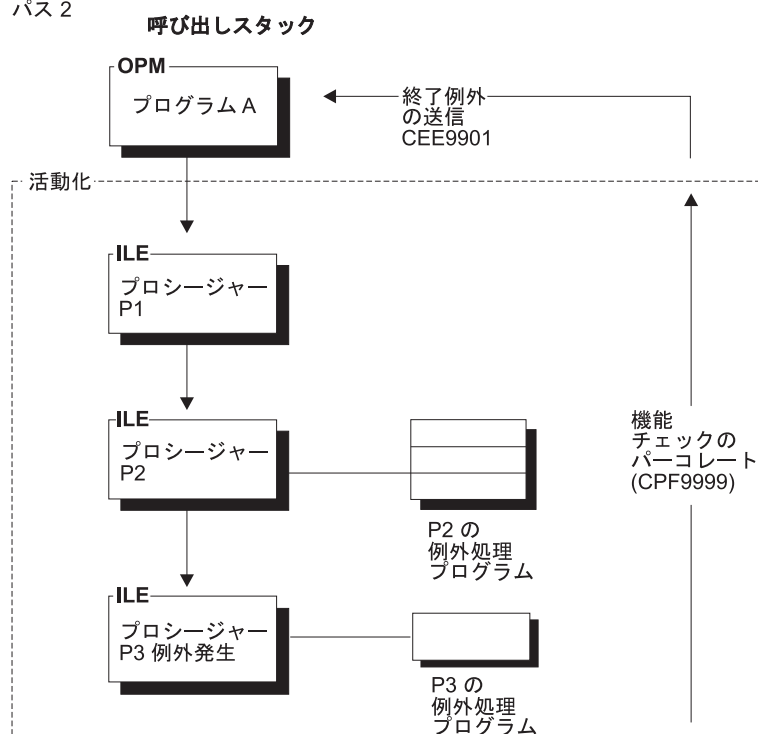 パス 2
呼び出しスタック
OPM
プログラム A
終了例外
の送信
CEE9901
活動化
ILE
プロシージャー
P1
ILE
プロシージャー
P2
機能
チェックの
パーコレート
(CPF9999)
P2 の
例外処理
プログラム
ILE
プロシージャー
P3 例外発生
P3 の
例外処理
プログラム